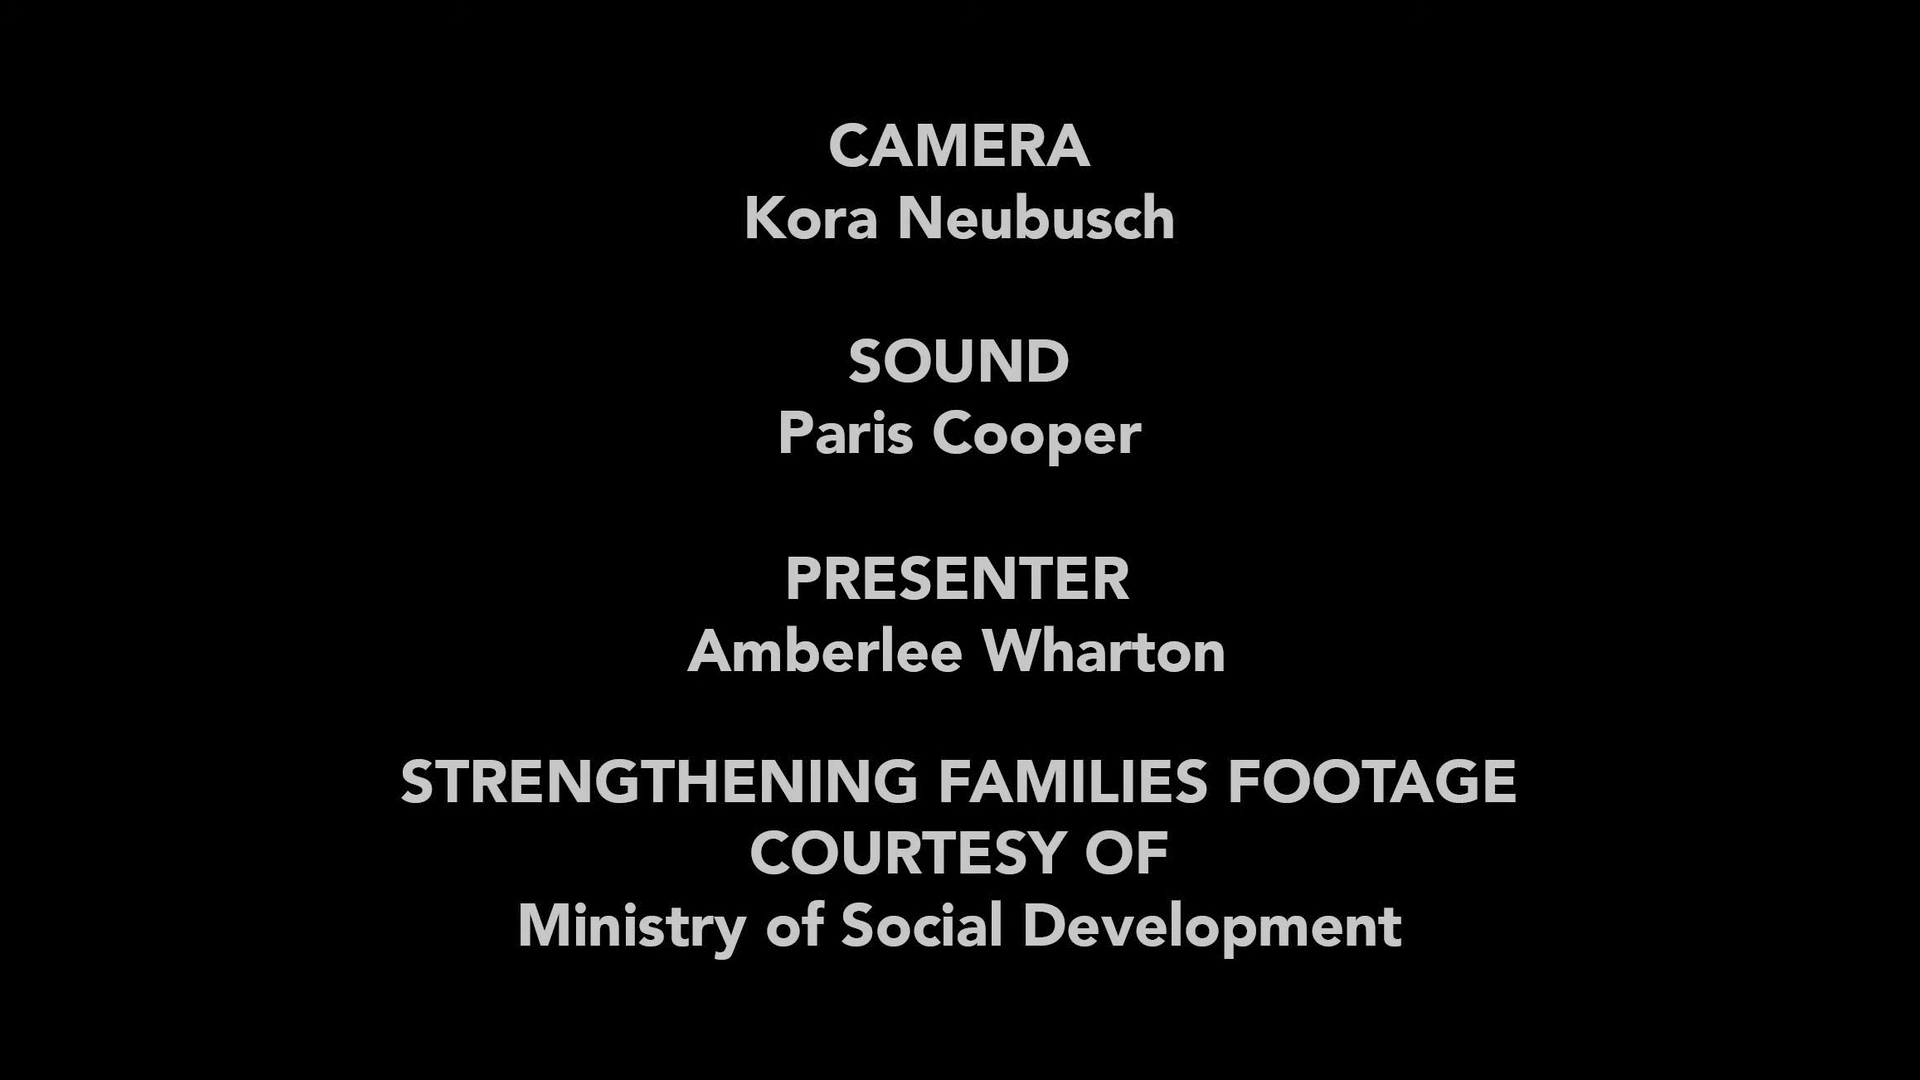 CAMERA
Kora Neubusch
SOUND
Paris Cooper
PRESENTER
Amberlee Wharton
STRENGTHENING FAMILIES FOOTAGE
COURTESY OF
Ministry of Social Development